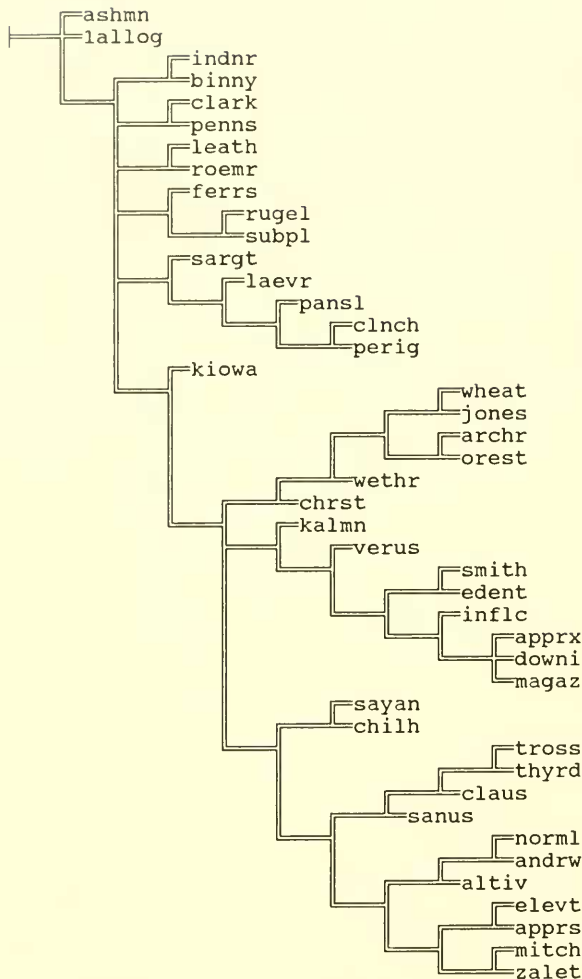 ashmn
1allog
indnr
binny
clark
penns
leath
roemr
ferrs
rugel
subpl
sargt
laevr
pansl
clnch
perig
kiowa
wheat
jones
archr
orest
wethr
chrst
kalmn
verus
smith
edent
inflc
apprx
downi
magaz
sayan
chilh
tross
thyrd
claus
sanus
norml
andrw
altiv
elevt
apprs
mitch
zalet